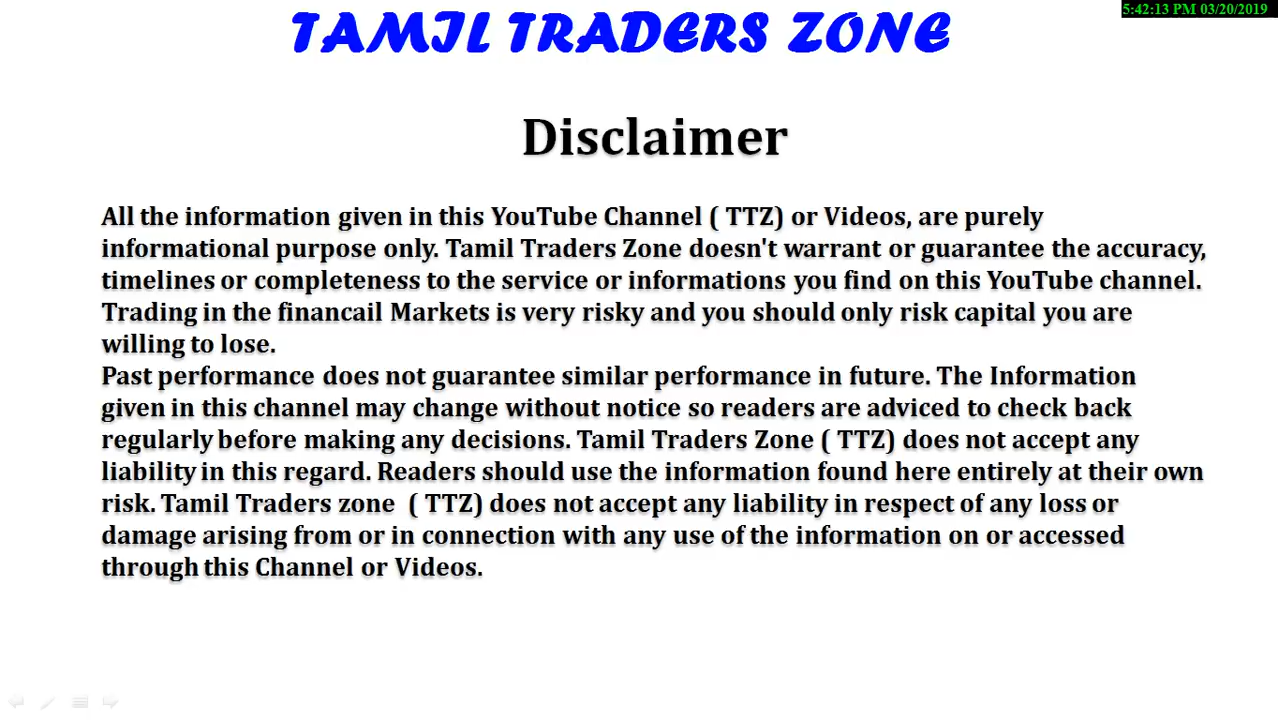 5:42:13 PM 03/20/2019
TAMIL TRADERS ZONE
Disclaimer
All the information given in this YouTube Channel ( TTZ) or Videos, are purely
informational purpose only. Tamil Traders Zone doesn't warrant or guarantee the accuracy,
timelines or completeness to the service or informations you find on this YouTube channel.
Trading in the financail Markets is very risky and you should only risk capital you are
willing to lose.
Past performance does not guarantee similar performance in future. The Information
given in this channel may change without notice so readers are adviced to check back
regularly before making any decisions. Tamil Traders Zone ( TTZ) does not accept any
liability in this regard. Readers should use the information found here entirely at their own
risk. Tamil Traders zone  ( TTZ) does not accept any liability in respect of any loss or
damage arising from or in connection with any use of the information on or accessed
through this Channel or Videos.